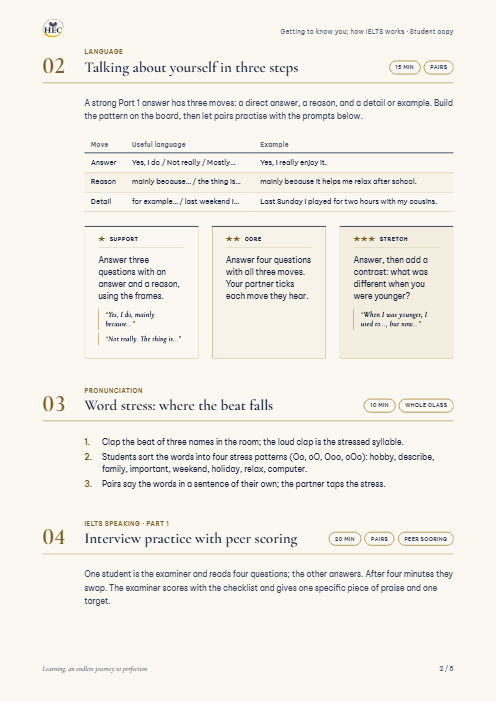 HEC
Getting to know you; how IELTS works · Student copy
LANGUAGE
02 Talking about yourself in three steps 15 MIN PAIRS
A strong Part 1 answer has three moves: a direct answer, a reason, and a detail or example. Build
the pattern on the board, then let pairs practise with the prompts below.
Move Useful language Example
Answer Yes, I do / Not really / Mostly... Yes, I really enjoy it.
Reason mainly because... / the thing is... mainly because it helps me relax after school.
Detail for example... / last weekend I... Last Sunday I played for two hours with my cousins.
★ SUPPORT
Answer three
questions with an
answer and a reason,
using the frames.
"Yes, I do, mainly
because..."
"Not really. The thing is..."
★★ CORE
Answer four questions
with all three moves.
Your partner ticks
each move they hear.
★★★ STRETCH
Answer, then add a
contrast: what was
different when you
were younger?
"When I was younger, I
used to..., but now..."
PRONUNCIATION
03 Word stress: where the beat falls 10 MIN WHOLE CLASS
1. Clap the beat of three names in the room; the loud clap is the stressed syllable.
2. Students sort the words into four stress patterns (Oo, oO, Ooo, oOo): hobby, describe,
family, important, weekend, holiday, relax, computer.
3. Pairs say the words in a sentence of their own; the partner taps the stress.
IELTS SPEAKING · PART 1
04 Interview practice with peer scoring 20 MIN PAIRS PEER SCORING
One student is the examiner and reads four questions; the other answers. After four minutes they
swap. The examiner scores with the checklist and gives one specific piece of praise and one
target.
Learning, an endless journey to perfection
2 / 6